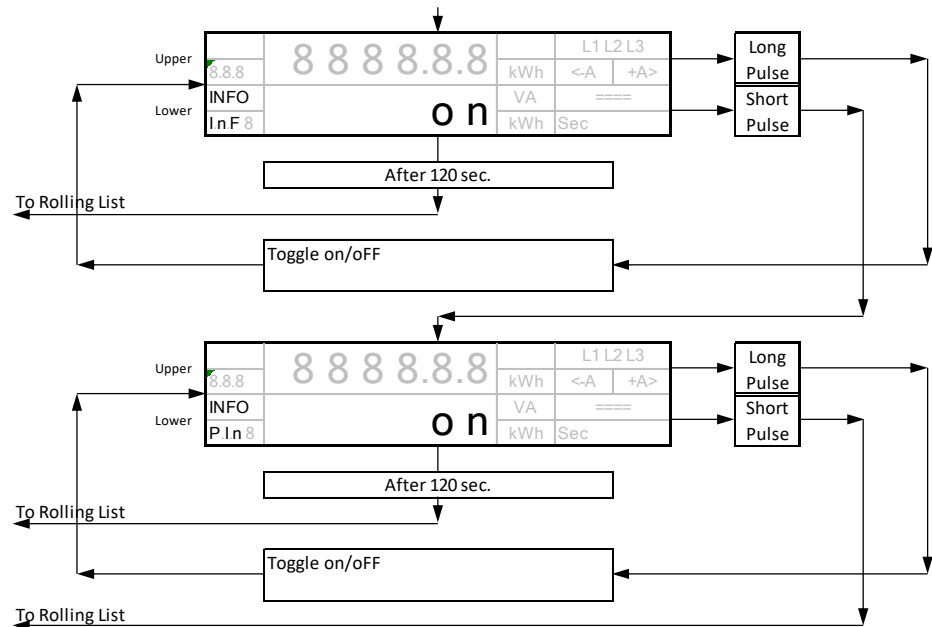 Upper
8 8 8 8.8.8
L1 L2 L3
Long
Pulse
8.8.8
kWh
<-A
+A>
INFO
Lower
on
VA
====
Short
Pulse
I.n.F 8
kWh
Sec
After 120 sec.
To Rolling List
Toggle on/oFF
Upper
8 8 8 8.8.8
L1 L2 L3
Long
Pulse
8.8.8
kWh
<-A
+A>
INFO
Lower
on
VA
====
Short
Pulse
P.I.n 8
kWh
Sec
After 120 sec.
To Rolling List
Toggle on/oFF
To Rolling List